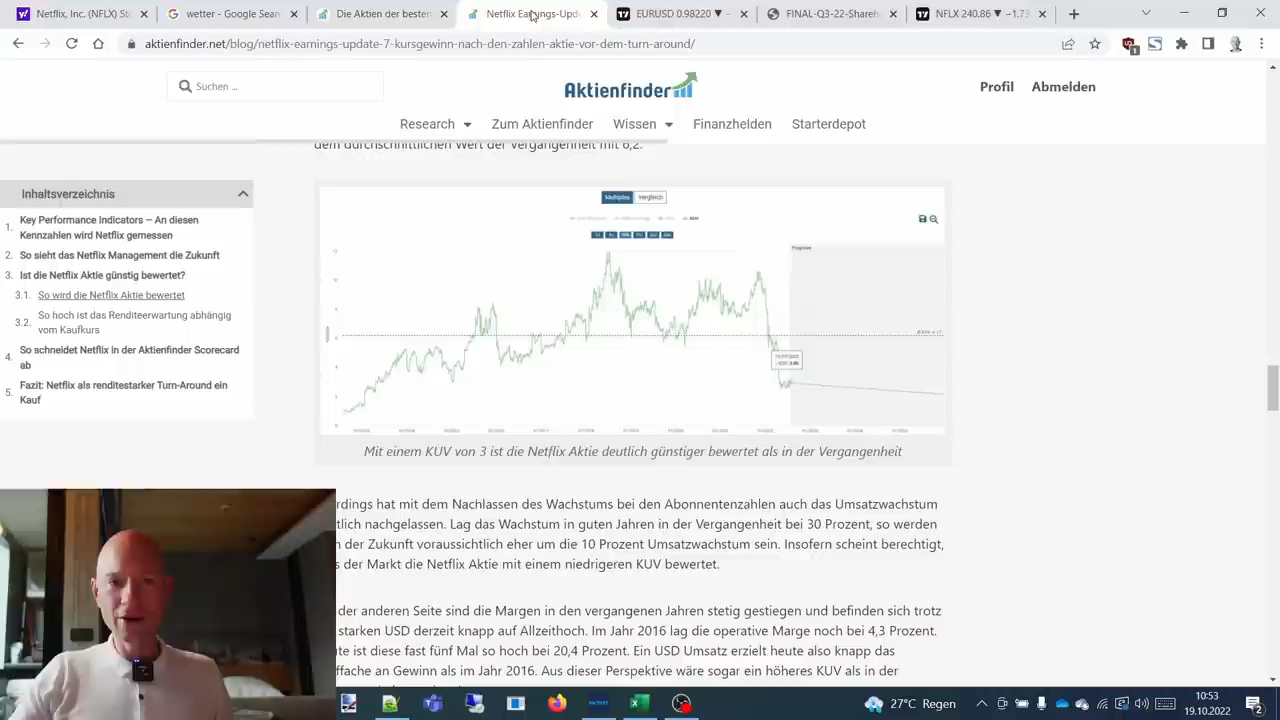 yahoo - Google Sear
Netflix Kursgewinn
Netflix Earnings-Upd
EURUSD 0.98220 ▼ −
FINAL-Q3-22-Shareh
NFLX 240.86 ▼ −1.73
aktienfinder.net/blog/netflix-earnings-update-7-kursgewinn-nach-den-zahlen-aktie-vor-dem-turn-around/
1
Suchen ...
Aktienfinder
Profil
Abmelden
Research
Zum Aktienfinder
Wissen
Finanzhelden
Starterdepot
dem durchschnittlichen Wert der Vergangenheit mit 6,2.
Inhaltsverzeichnis
1. Key Performance Indicators – An diesen
Kennzahlen wird Netflix gemessen
2. So sieht das Netflix Management die Zukunft
3. Ist die Netflix Aktie günstig bewertet?
3.1. So wird die Netflix Aktie bewertet
3.2. So hoch ist das Renditeerwartung abhängig
vom Kaufkurs
4. So schneidet Netflix in der Aktienfinder Scorecard
ab
5. Fazit: Netflix als renditestarker Turn-Around ein
Kauf
Multiples
Vergleich
KUV
Prognose
Mit einem KUV von 3 ist die Netflix Aktie deutlich günstiger bewertet als in der Vergangenheit
rdings hat mit dem Nachlassen des Wachstums bei den Abonnentenzahlen auch das Umsatzwachstum
tlich nachgelassen. Lag das Wachstum in guten Jahren in der Vergangenheit bei 30 Prozent, so werden
n der Zukunft voraussichtlich eher um die 10 Prozent Umsatzwachstum sein. Insofern scheint berechtigt,
s der Markt die Netflix Aktie mit einem niedrigeren KUV bewertet.
der anderen Seite sind die Margen in den vergangenen Jahren stetig gestiegen und befinden sich trotz
starken USD derzeit knapp auf Allzeithoch. Im Jahr 2016 lag die operative Marge noch bei 4,3 Prozent.
te ist diese fast fünf Mal so hoch bei 20,4 Prozent. Ein USD Umsatz erzielt heute also knapp das
ffache an Gewinn als im Jahr 2016. Aus dieser Perspektive wäre sogar ein höheres KUV als in der
27°C Regen
10:53
19.10.2022